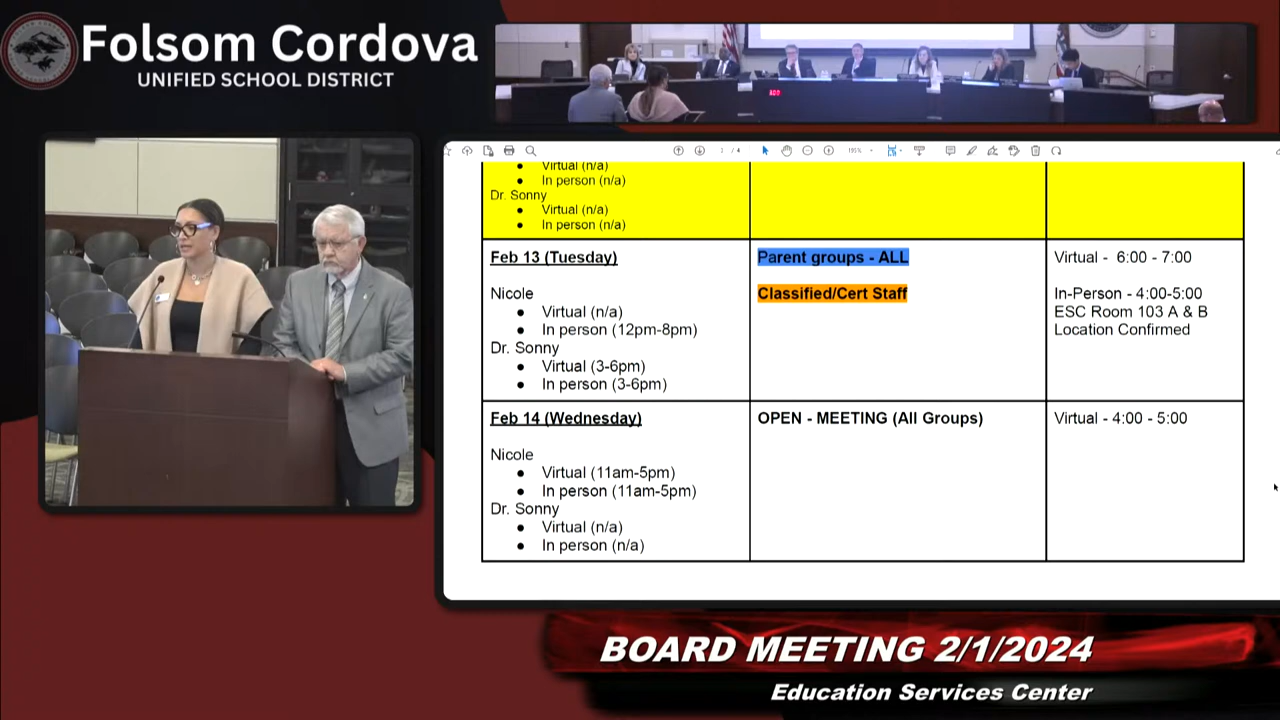 Folsom Cordova
UNIFIED SCHOOL DISTRICT
Virtual (n/a)
In person (n/a)
Dr. Sonny
Virtual (n/a)
In person (n/a)
Feb 13 (Tuesday)
Nicole
Virtual (n/a)
In person (12pm-8pm)
Dr. Sonny
Virtual (3-6pm)
In person (3-6pm)
Parent groups - ALL
Classified/Cert Staff
Virtual - 6:00 - 7:00
In-Person - 4:00-5:00
ESC Room 103 A & B
Location Confirmed
Feb 14 (Wednesday)
Nicole
Virtual (11am-5pm)
In person (11am-5pm)
Dr. Sonny
Virtual (n/a)
In person (n/a)
OPEN - MEETING (All Groups)
Virtual - 4:00 - 5:00
BOARD MEETING 2/1/2024
Education Services Center